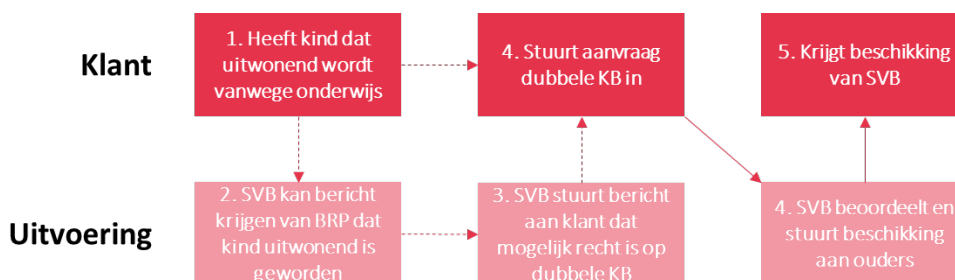 Klant
1. Heeft kind dat
uitwonend wordt
vanwege onderwijs
4. Stuurt aanvraag
dubbele KB in
5. Krijgt beschikking
van SVB
Uitvoering
2. SVB kan bericht
krijgen van BRP dat
kind uitwonend is
geworden
3. SVB stuurt bericht
aan klant dat
mogelijk recht is op
dubbele KB
4. SVB beoordeelt en
stuurt beschikking
aan ouders